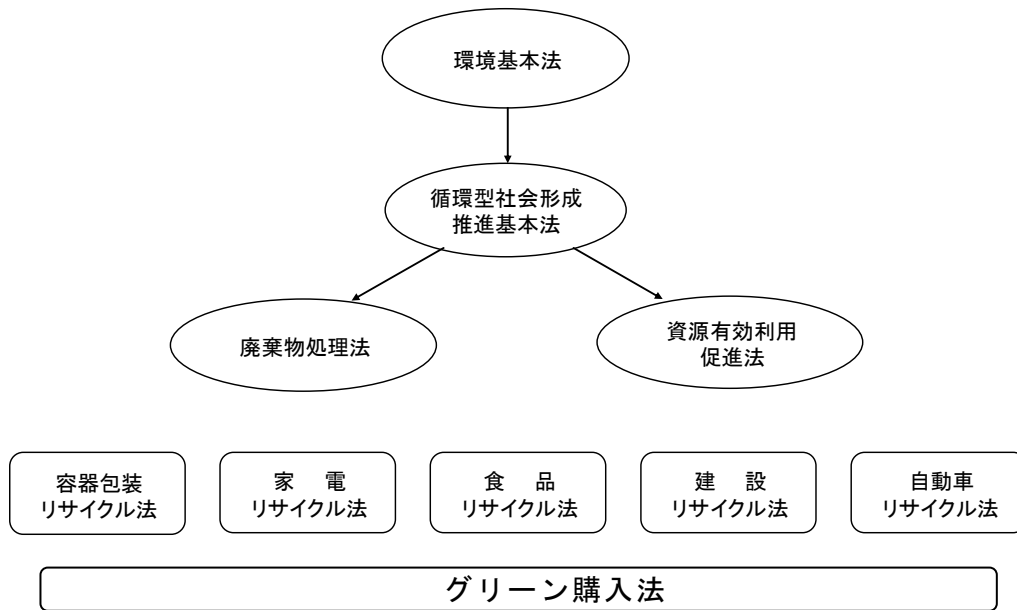 環境基本法
循環型社会形成
推進基本法
廃棄物処理法
資源有効利用
促進法
容器包装
リサイクル法
家　電
リサイクル法
食　品
リサイクル法
建　設
リサイクル法
自動車
リサイクル法
グリーン購入法